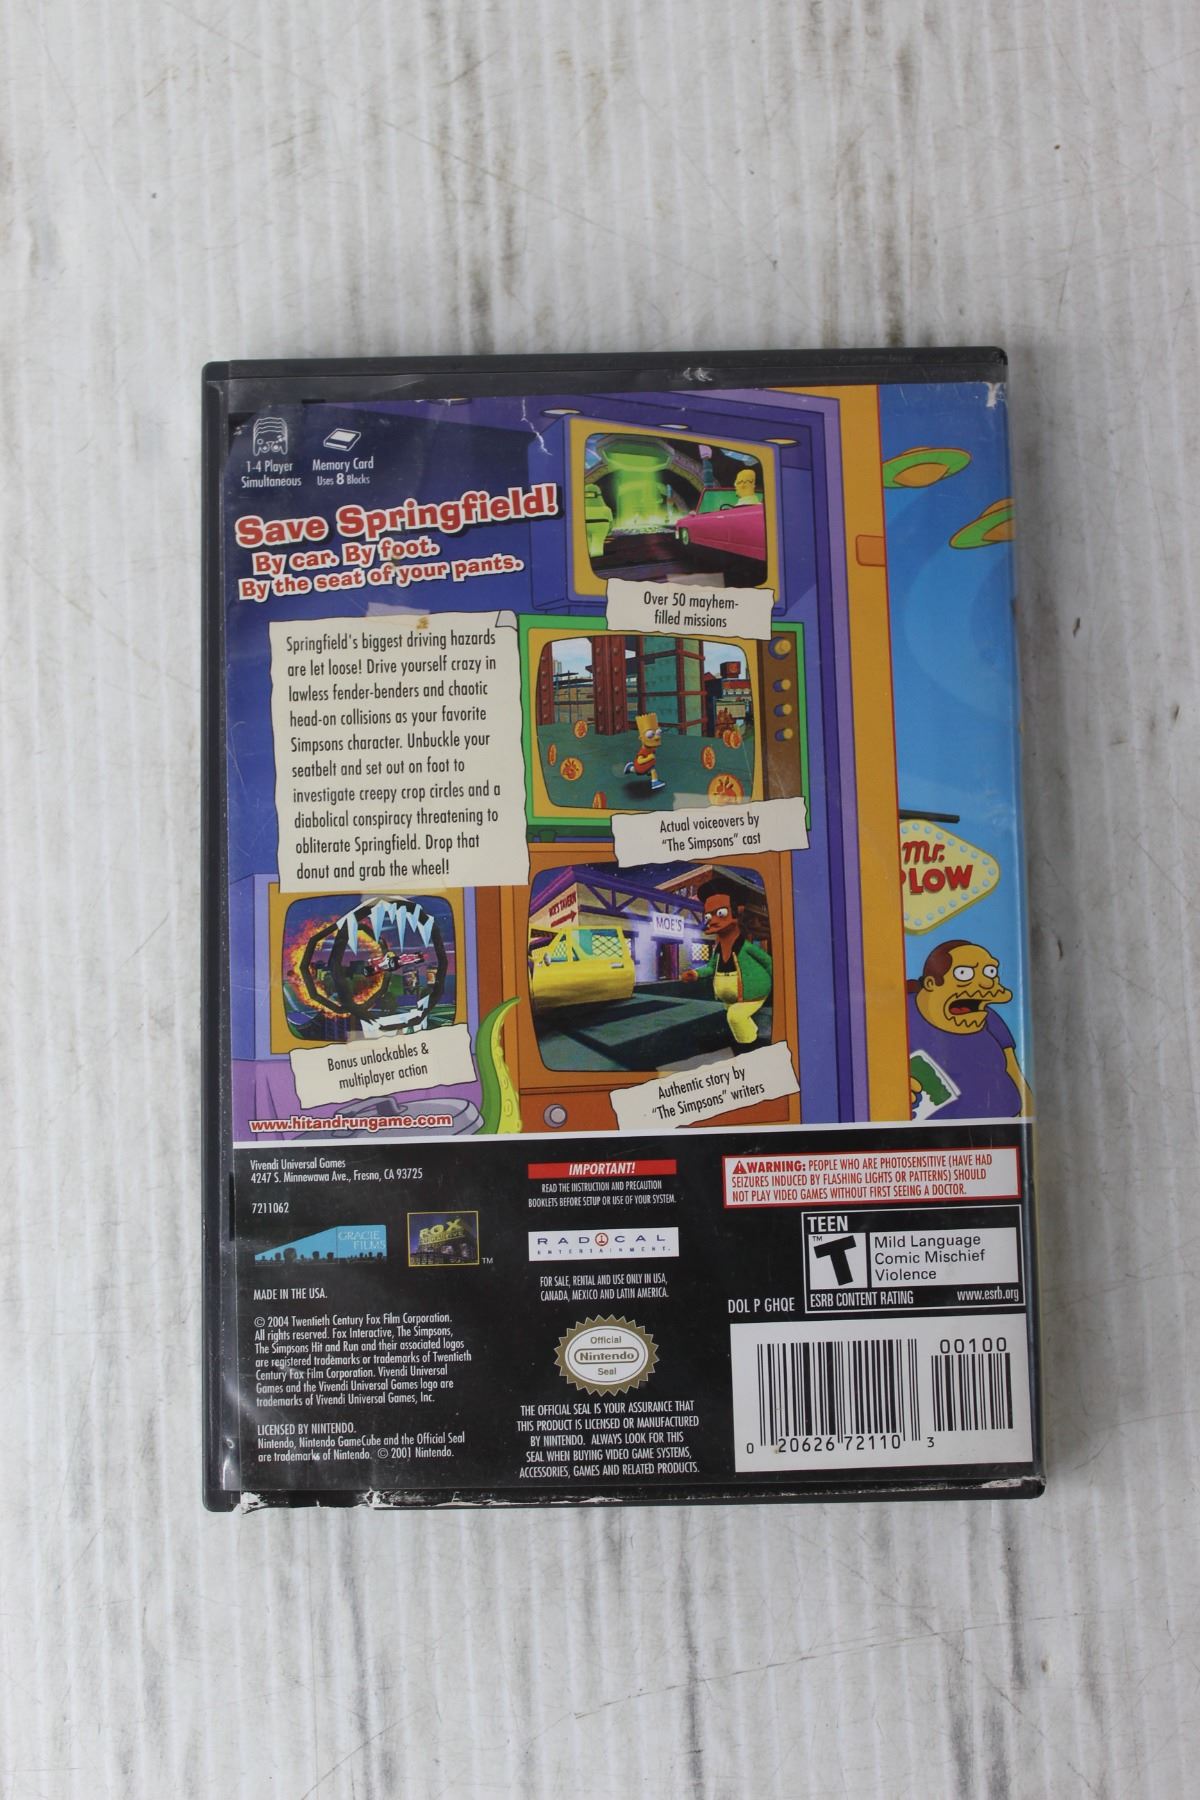 1-4 Player
Simultaneous
Memory Card
Uses 8 Blocks
Save Springfield!
By car. By foot.
By the seat of your pants.
Over 50 mayhem-
filled missions
Springfield's biggest driving hazards
are let loose! Drive yourself crazy in
lawless fender-benders and chaotic
head-on collisions as your favorite
Simpsons character. Unbuckle your
seatbelt and set out on foot to
investigate creepy crop circles and a
diabolical conspiracy threatening to
obliterate Springfield. Drop that
donut and grab the wheel!
Actual voiceovers by
"The Simpsons" cast
Mr.
PLOW
MOE'S TAVERN
MOE'S
Bonus unlockables &
multiplayer action
Authentic story by
"The Simpsons" writers
www.hitandrungame.com
Vivendi Universal Games
4247 S. Minnewawa Ave., Fresno, CA 93725
7211062
GRACIE
FILMS
FOX
INTERACTIVE
TM
MADE IN THE USA.
© 2004 Twentieth Century Fox Film Corporation.
All rights reserved. Fox Interactive, The Simpsons,
The Simpsons Hit and Run and their associated logos
are registered trademarks or trademarks of Twentieth
Century Fox Film Corporation. Vivendi Universal
Games and the Vivendi Universal Games logo are
trademarks of Vivendi Universal Games, Inc.
LICENSED BY NINTENDO.
Nintendo, Nintendo GameCube and the Official Seal
are trademarks of Nintendo. © 2001 Nintendo.
IMPORTANT!
READ THE INSTRUCTION AND PRECAUTION
BOOKLETS BEFORE SETUP OR USE OF YOUR SYSTEM.
RADICAL
ENTERTAINMENT.
FOR SALE, RENTAL AND USE ONLY IN USA,
CANADA, MEXICO AND LATIN AMERICA.
Official
Nintendo
Seal
THE OFFICIAL SEAL IS YOUR ASSURANCE THAT
THIS PRODUCT IS LICENSED OR MANUFACTURED
BY NINTENDO. ALWAYS LOOK FOR THIS
SEAL WHEN BUYING VIDEO GAME SYSTEMS,
ACCESSORIES, GAMES AND RELATED PRODUCTS.
WARNING: PEOPLE WHO ARE PHOTOSENSITIVE (HAVE HAD
SEIZURES INDUCED BY FLASHING LIGHTS OR PATTERNS) SHOULD
NOT PLAY VIDEO GAMES WITHOUT FIRST SEEING A DOCTOR.
TEEN
TM
T
Mild Language
Comic Mischief
Violence
ESRB CONTENT RATING www.esrb.org
DOL P GHQE
00100
0 20626 72110 3